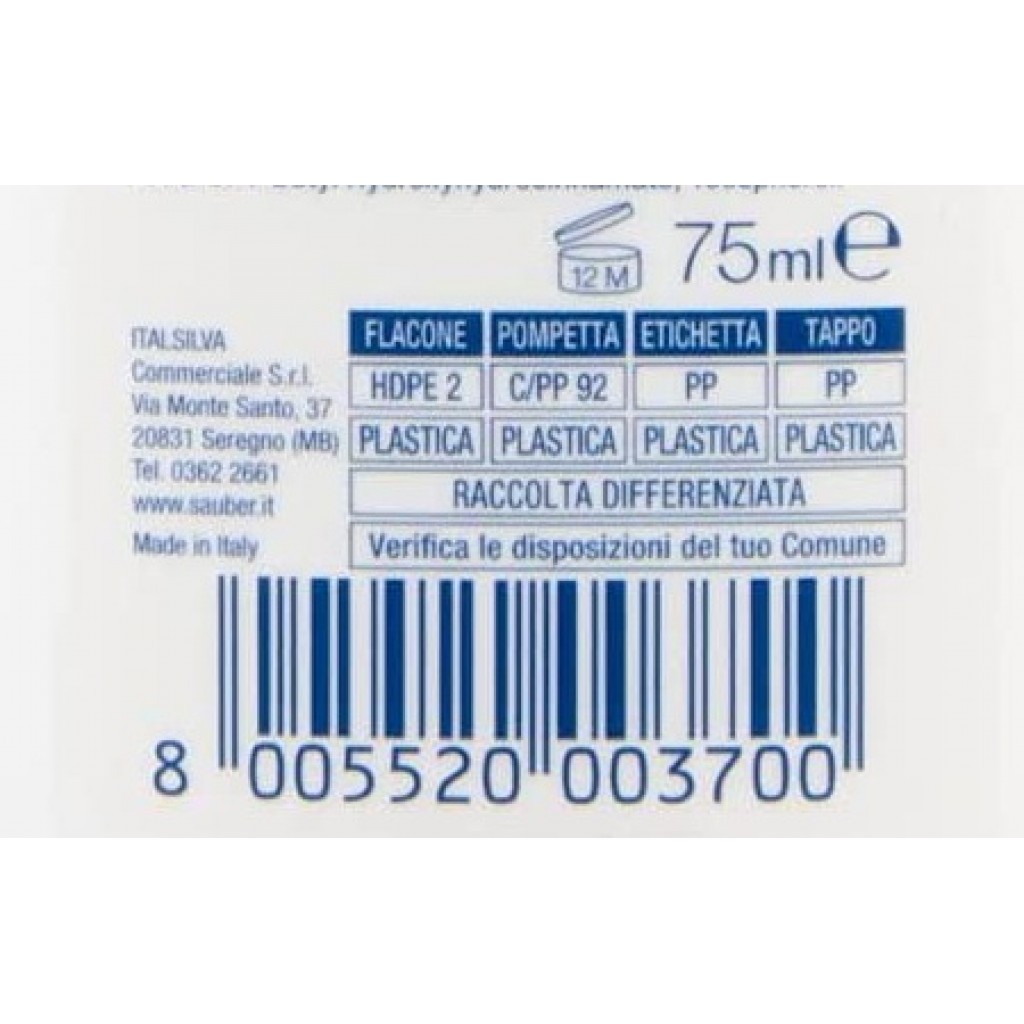 12 M
75ml e
ITALSILVA
Commerciale S.r.l.
Via Monte Santo, 37
20831 Seregno (MB)
Tel. 0362 2661
www.sauber.it
Made in Italy
FLACONE POMPETTA ETICHETTA TAPPO
HDPE 2 C/PP 92 PP PP
PLASTICA PLASTICA PLASTICA PLASTICA
RACCOLTA DIFFERENZIATA
Verifica le disposizioni del tuo Comune
8 005520 003700